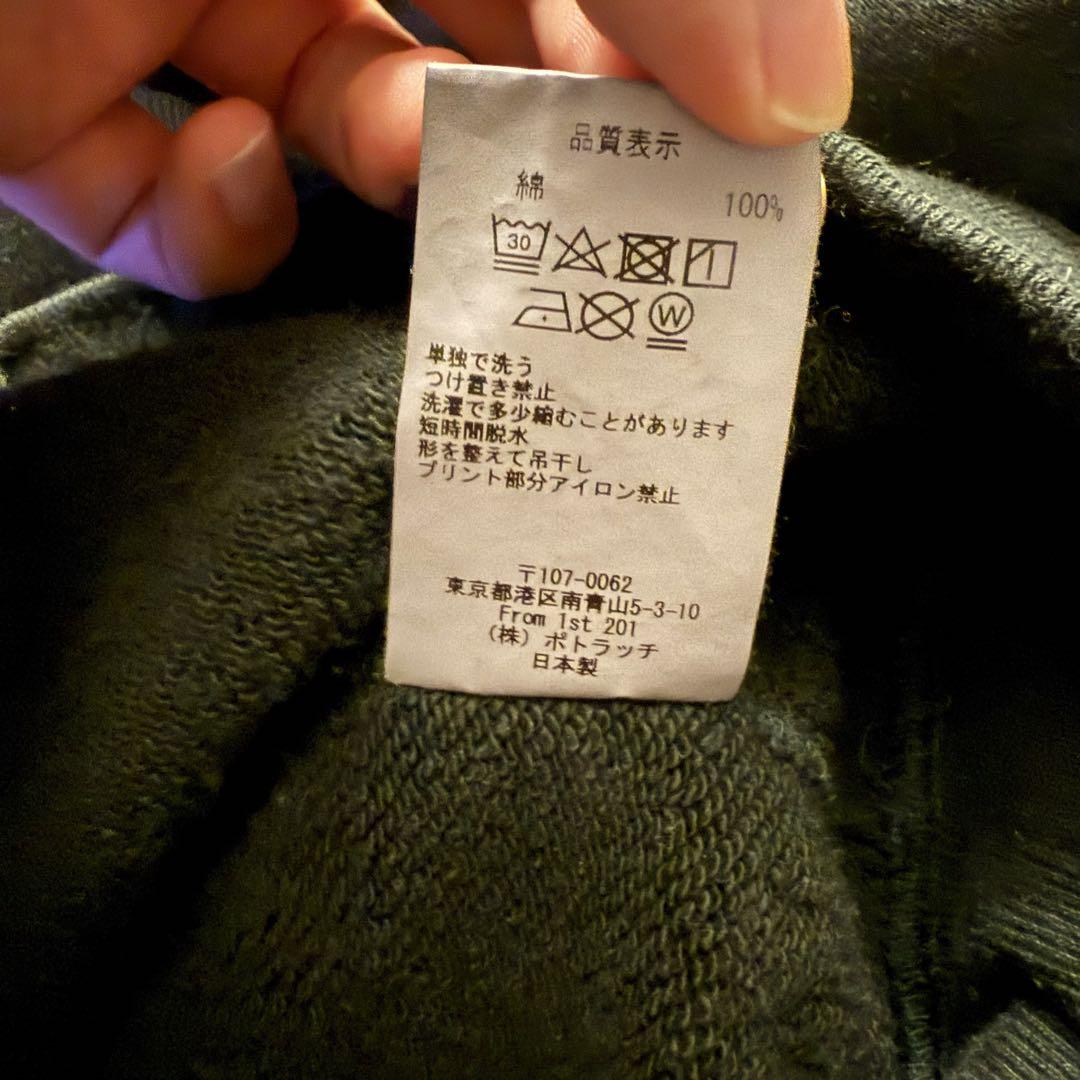 品質表示
綿 100%
30
W
単独で洗う
つけ置き禁止
洗濯で多少縮むことがあります
短時間脱水
形を整えて吊干し
プリント部分アイロン禁止
〒107-0062
東京都港区南青山5-3-10
From 1st 201
(株) ポトラッチ
日本製